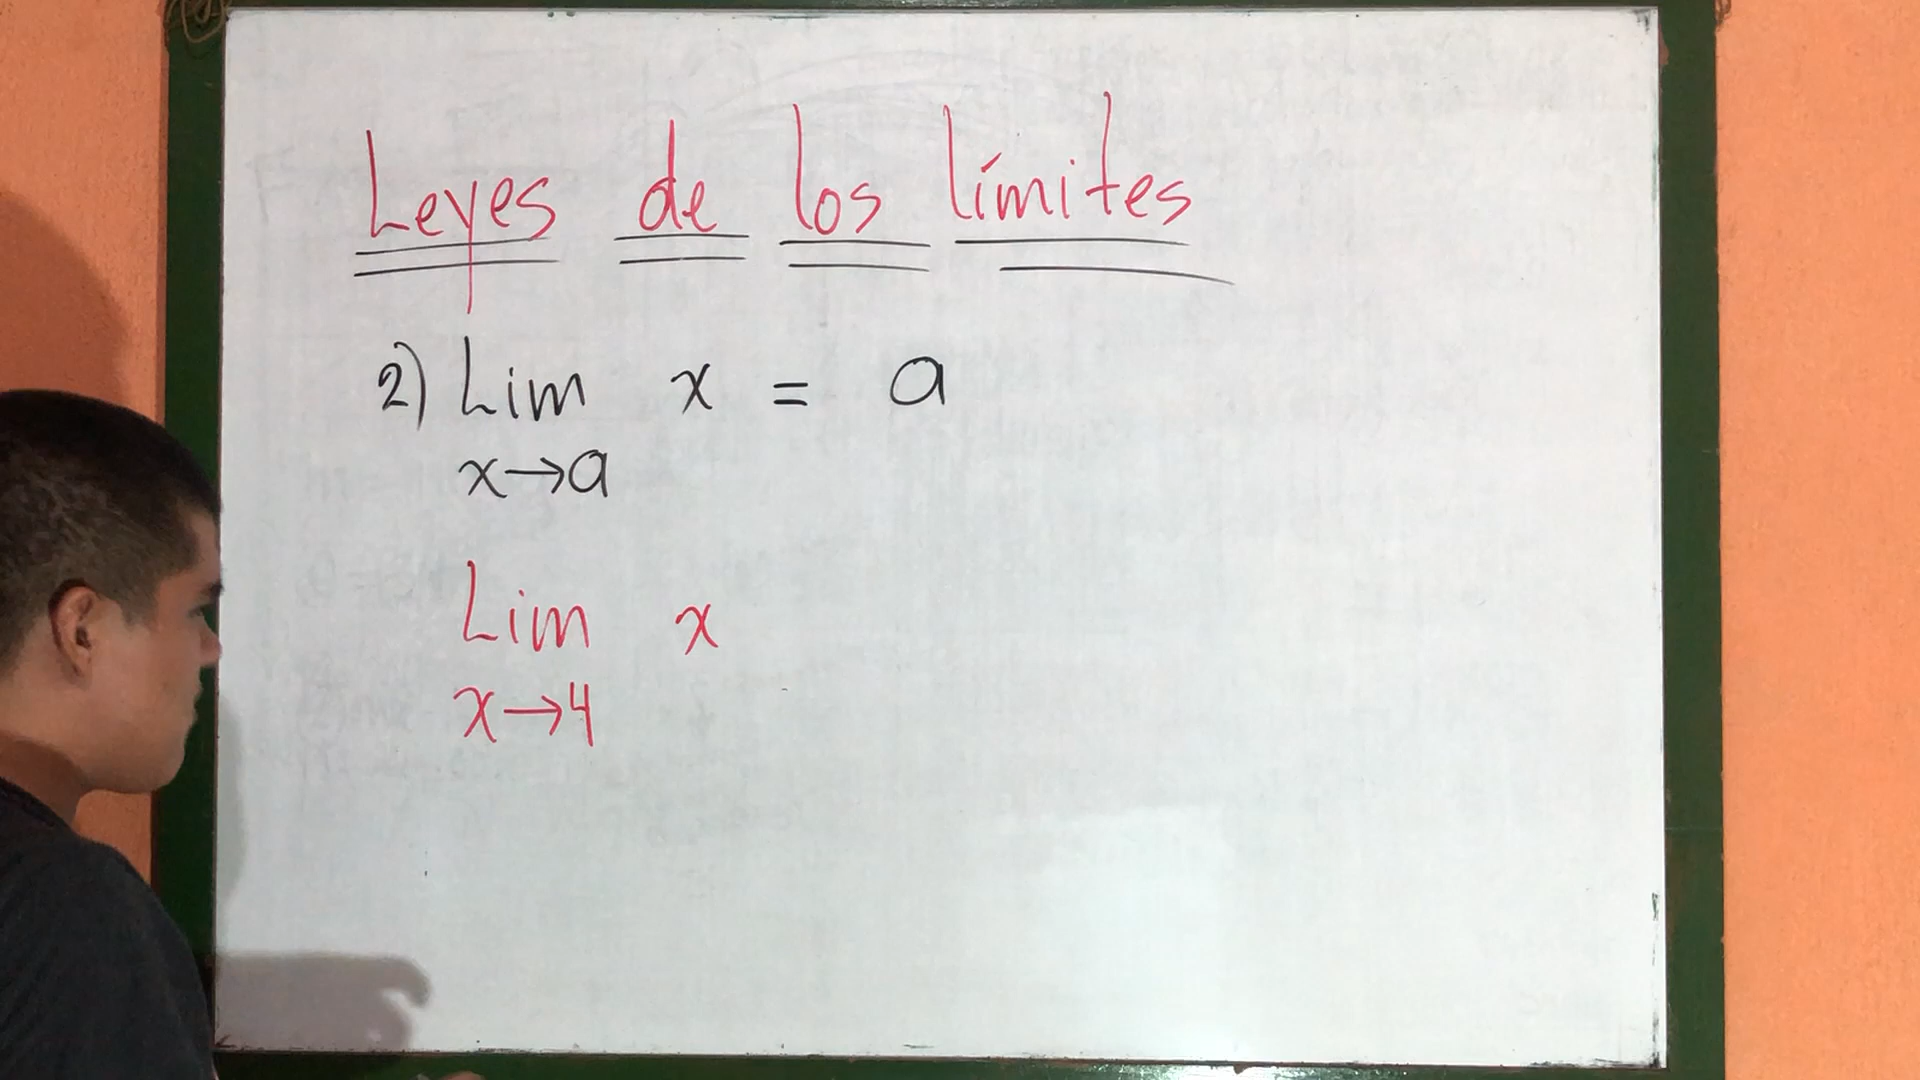 Leyes de los límites
2) Lim x = a
x→a
Lim x
x→4